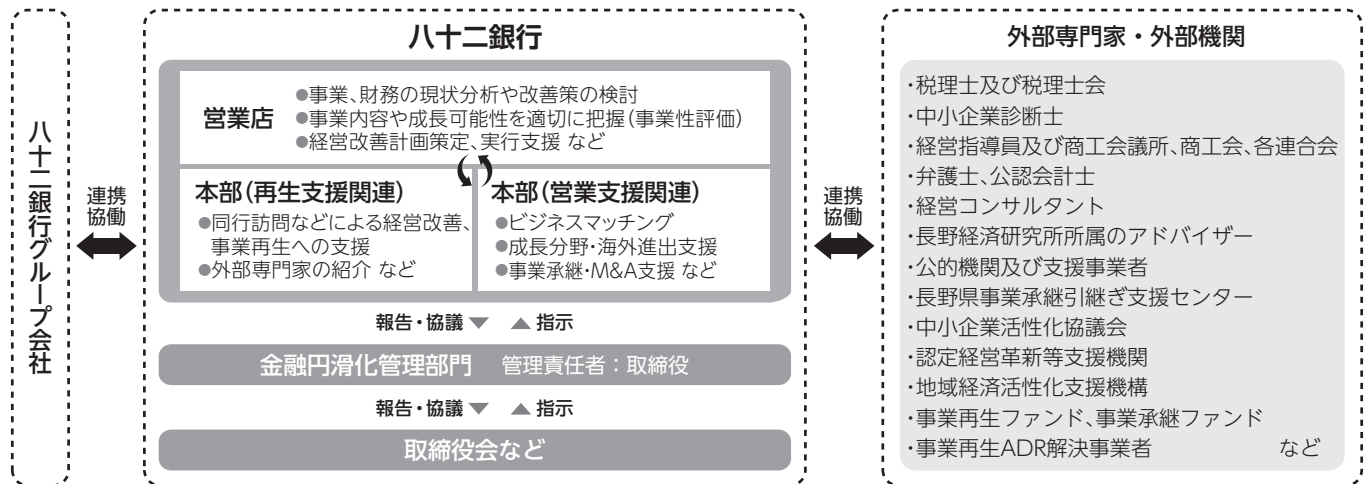 八十二銀行グループ会社
連携
協働
八十二銀行
営業店
●事業、財務の現状分析や改善策の検討
●事業内容や成長可能性を適切に把握(事業性評価)
●経営改善計画策定、実行支援 など
本部(再生支援関連)
●同行訪問などによる経営改善、
事業再生への支援
●外部専門家の紹介 など
本部(営業支援関連)
●ビジネスマッチング
●成長分野・海外進出支援
●事業承継・M&A支援 など
報告・協議▼ ▲指示
金融円滑化管理部門 管理責任者:取締役
報告・協議▼ ▲指示
取締役会など
連携
協働
外部専門家・外部機関
・税理士及び税理士会
・中小企業診断士
・経営指導員及び商工会議所、商工会、各連合会
・弁護士、公認会計士
・経営コンサルタント
・長野経済研究所所属のアドバイザー
・公的機関及び支援事業者
・長野県事業承継引継ぎ支援センター
・中小企業活性化協議会
・認定経営革新等支援機関
・地域経済活性化支援機構
・事業再生ファンド、事業承継ファンド
・事業再生ADR解決事業者 など